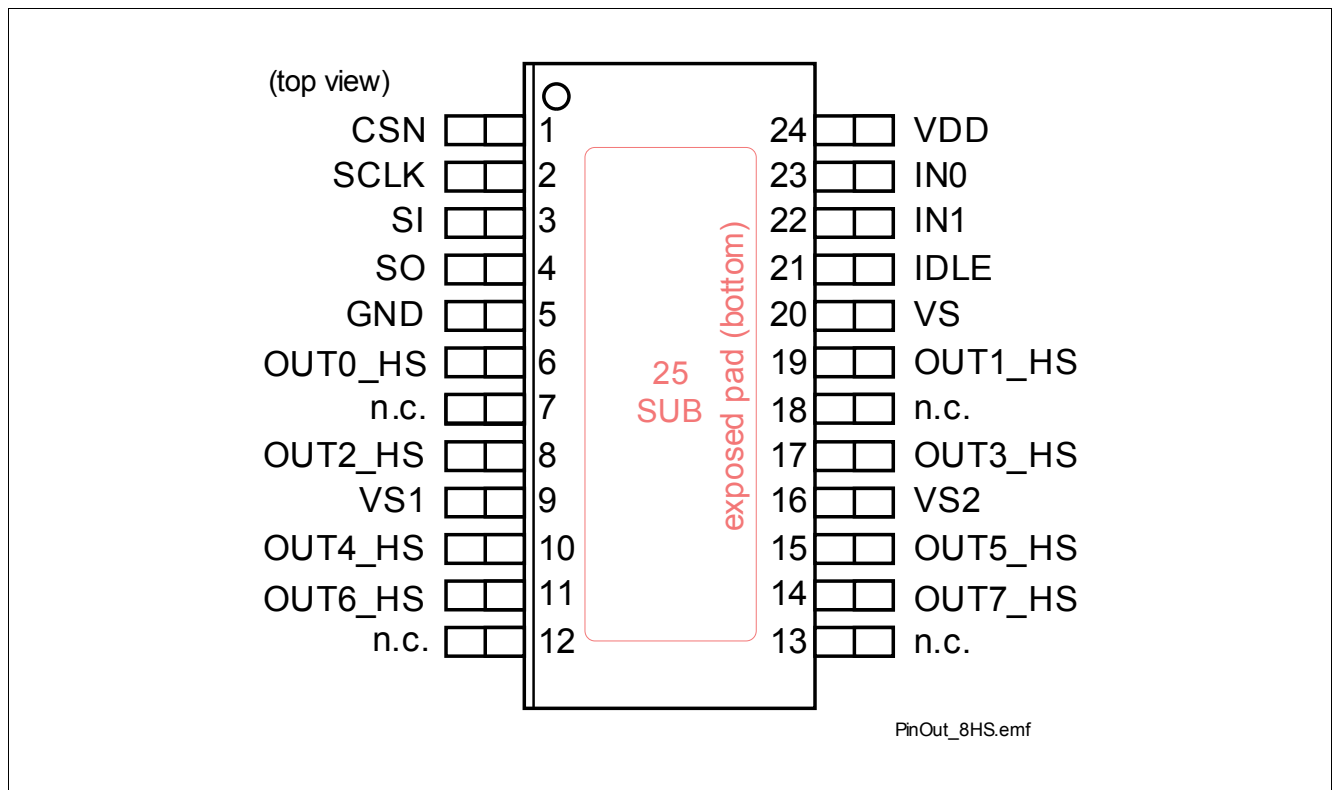 (top view)
CSN 1 24 VDD
SCLK 2 23 IN0
SI 3 22 IN1
SO 4 21 IDLE
GND 5 20 VS
OUT0_HS 6 19 OUT1_HS
n.c. 7 18 n.c.
OUT2_HS 8 17 OUT3_HS
VS1 9 16 VS2
OUT4_HS 10 15 OUT5_HS
OUT6_HS 11 14 OUT7_HS
n.c. 12 13 n.c.
25
SUB
exposed pad (bottom)
PinOut_8HS.emf